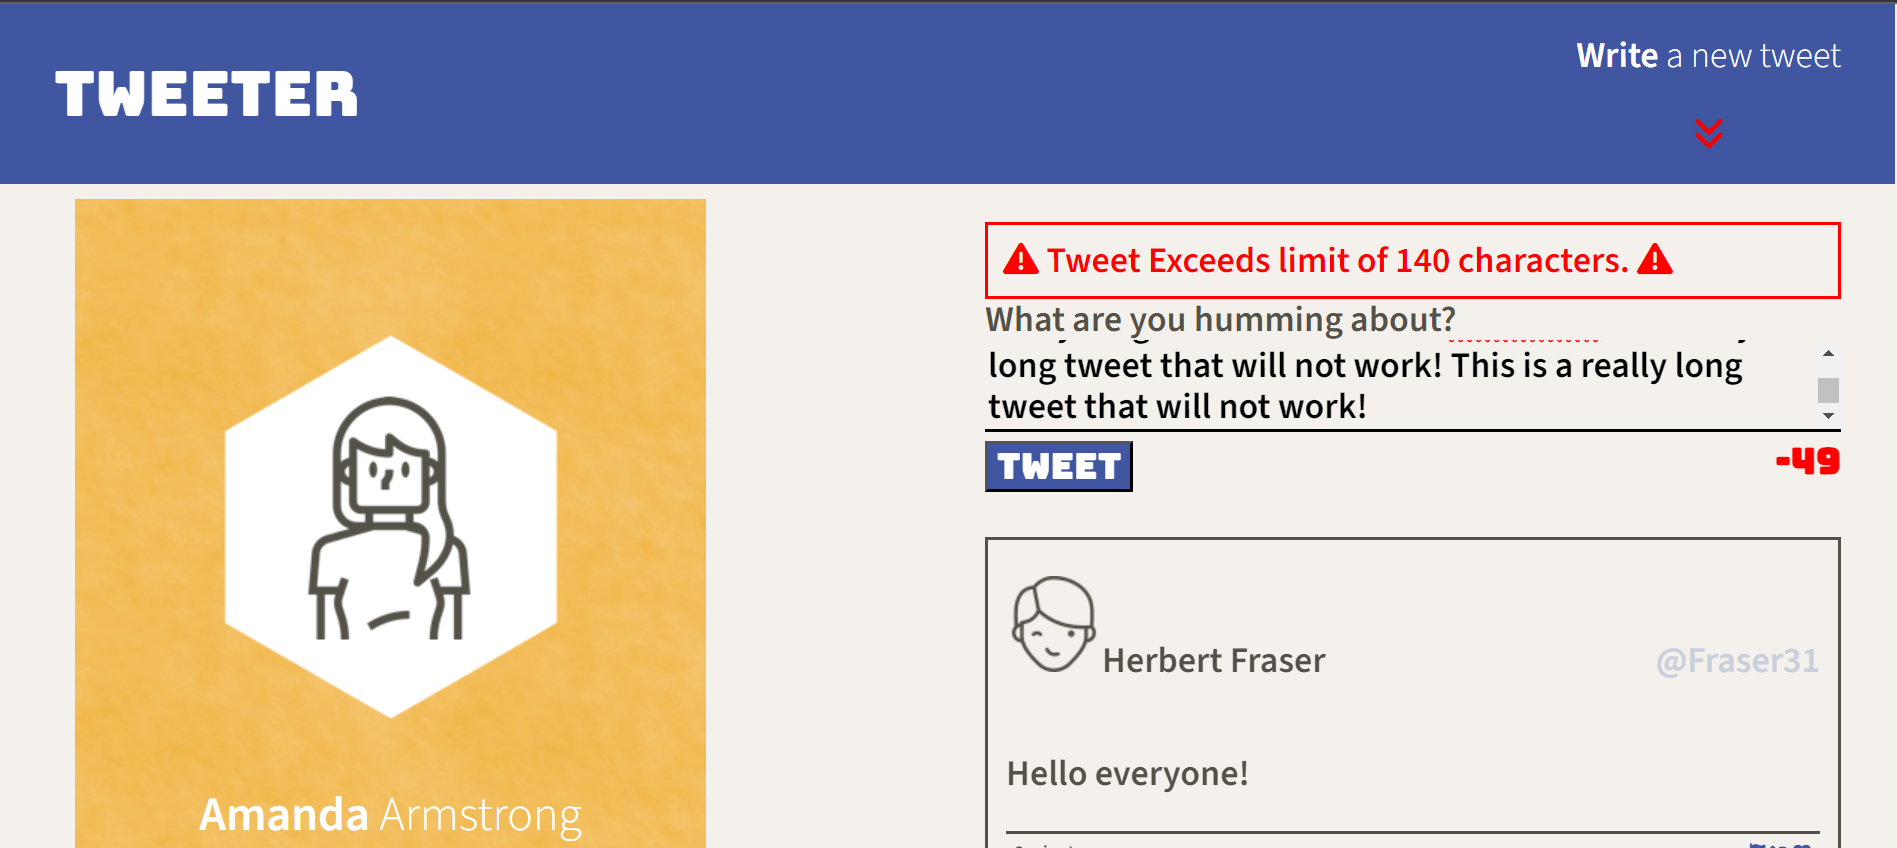 TWEETER
Write a new tweet
Tweet Exceeds limit of 140 characters.
What are you humming about?
long tweet that will not work! This is a really long
tweet that will not work!
TWEET
-49
Herbert Fraser
@Fraser31
Hello everyone!
Amanda Armstrong